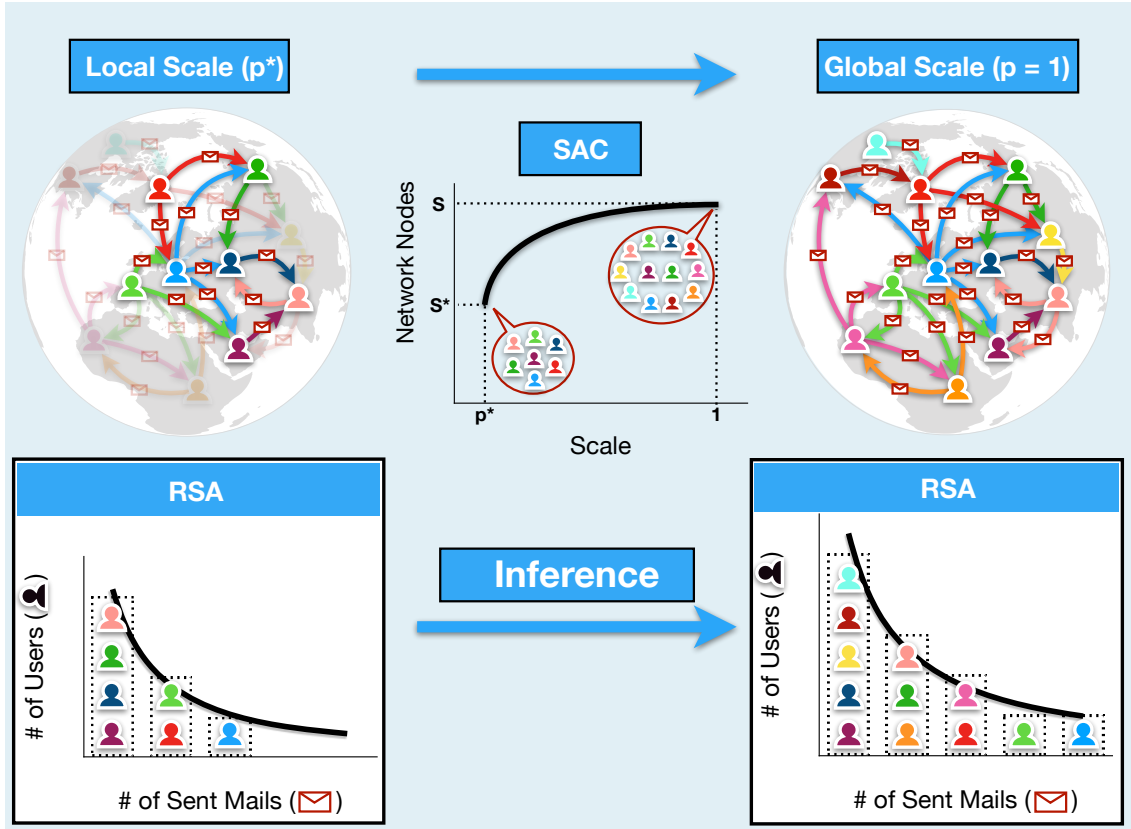 Local Scale (p*)
Global Scale (p = 1)
SAC
Network Nodes
S
S*
p*
1
Scale
RSA
# of Users ( )
# of Sent Mails ( )
Inference
RSA
# of Users ( )
# of Sent Mails ( )